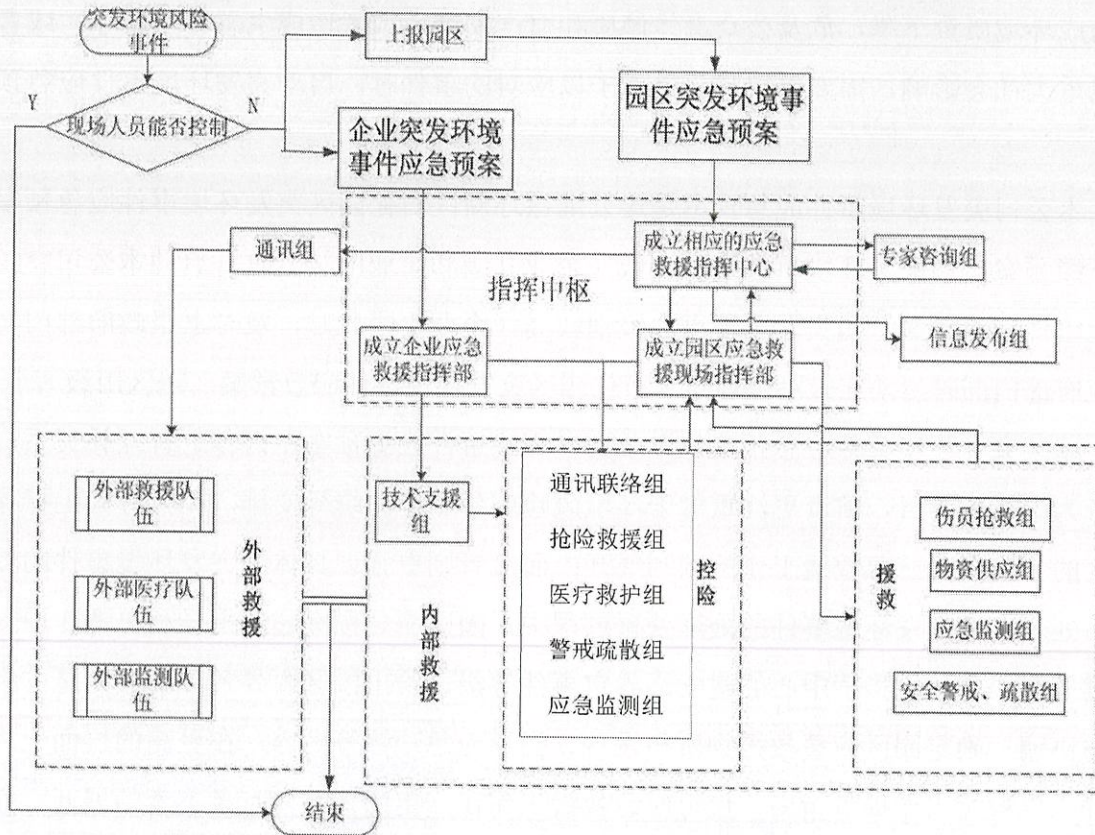 突发环境风险
事件
上报园区
Y
N
现场人员能否控制
企业突发环境
事件应急预案
园区突发环境事
件应急预案
通讯组
成立相应的应急
救援指挥中心
专家咨询组
指挥中枢
信息发布组
成立企业应急
救援指挥部
成立园区应急救
援现场指挥部
外部救援队
伍
外部医疗队
伍
外部监测队
伍
外部救援
技术支援
组
内部救援
通讯联络组
抢险救援组
医疗救护组
警戒疏散组
应急监测组
控险
援救
伤员抢救组
物资供应组
应急监测组
安全警戒、疏散组
结束